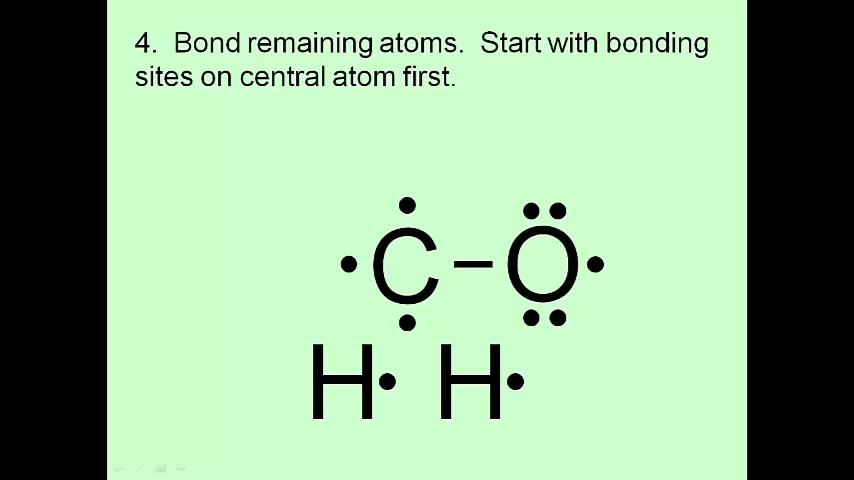 4. Bond remaining atoms. Start with bonding
sites on central atom first.
C – O
H H